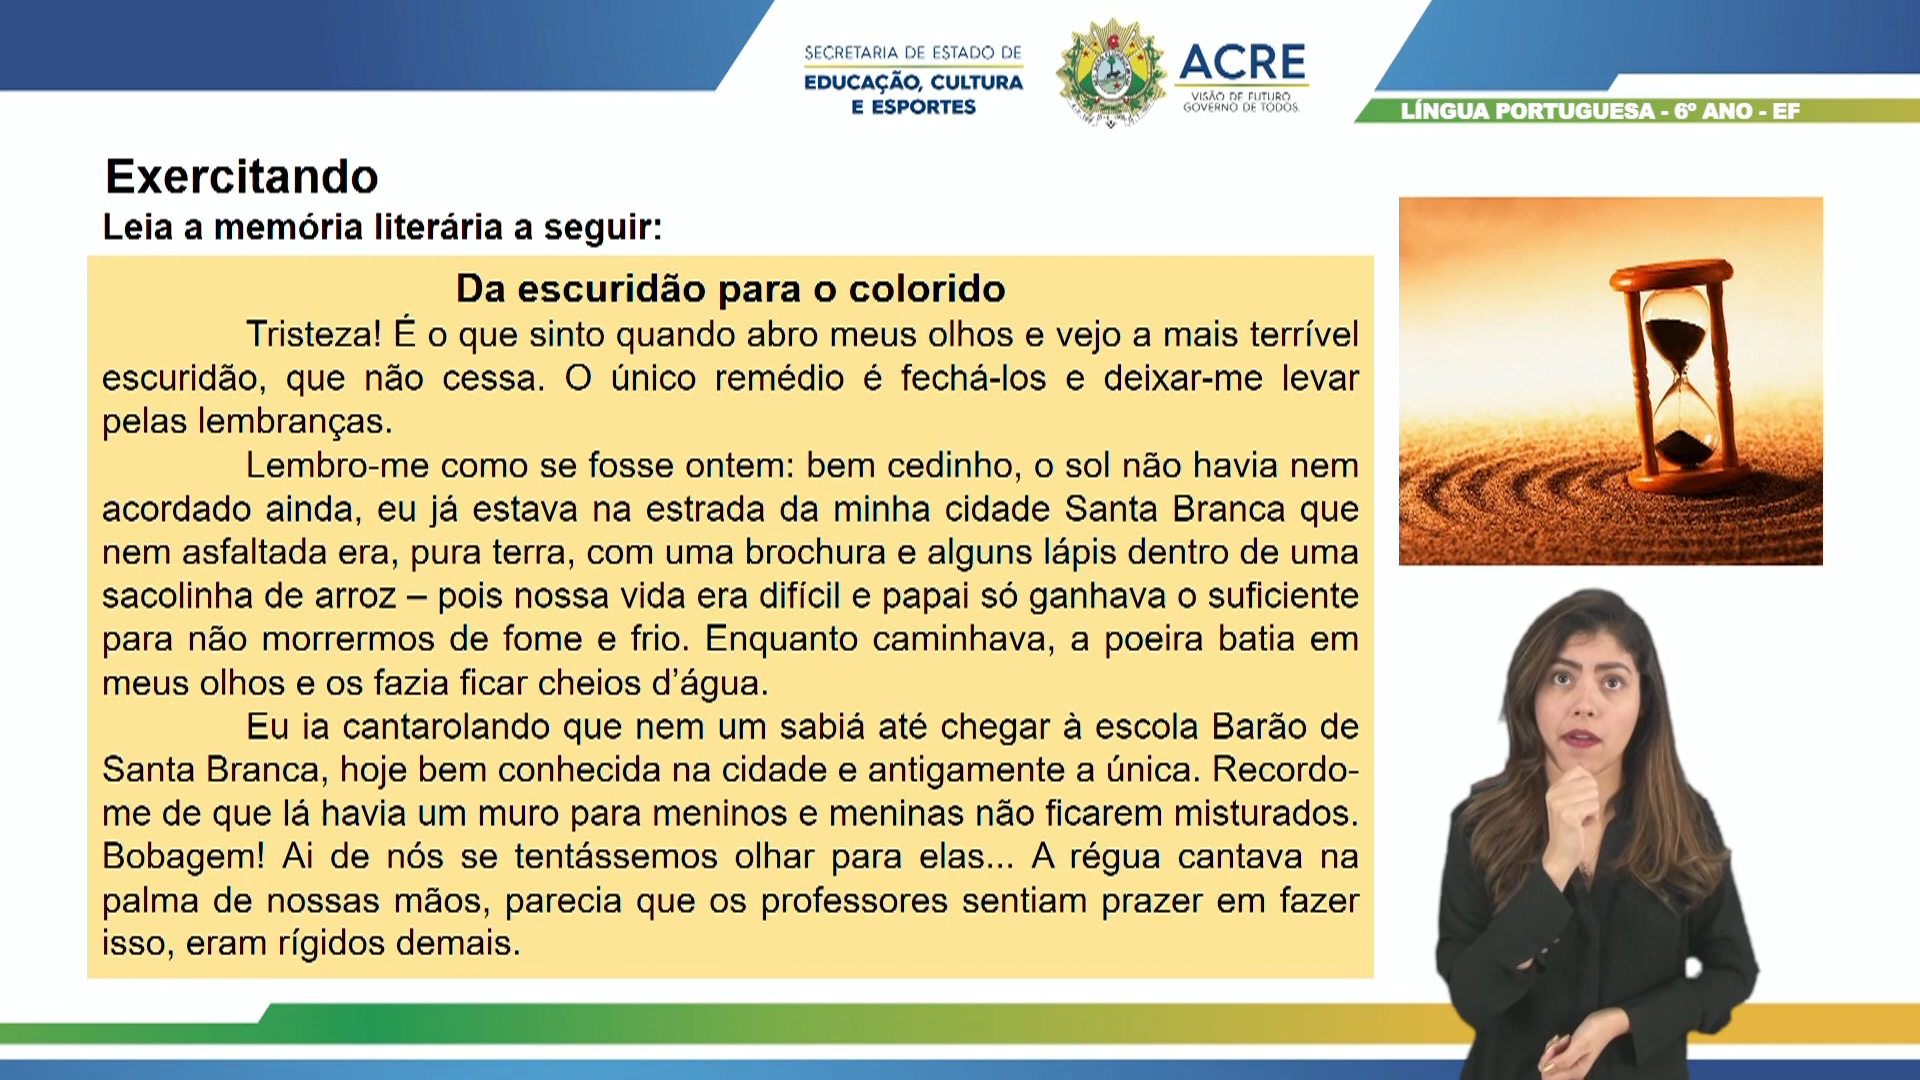 SECRETARIA DE ESTADO DE
EDUCAÇÃO, CULTURA
E ESPORTES
ACRE
VISÃO DE FUTURO
GOVERNO DE TODOS.
LÍNGUA PORTUGUESA - 6º ANO - EF
Exercitando
Leia a memória literária a seguir:
Da escuridão para o colorido
Tristeza! É o que sinto quando abro meus olhos e vejo a mais terrível
escuridão, que não cessa. O único remédio é fechá-los e deixar-me levar
pelas lembranças.
Lembro-me como se fosse ontem: bem cedinho, o sol não havia nem
acordado ainda, eu já estava na estrada da minha cidade Santa Branca que
nem asfaltada era, pura terra, com uma brochura e alguns lápis dentro de uma
sacolinha de arroz – pois nossa vida era difícil e papai só ganhava o suficiente
para não morrermos de fome e frio. Enquanto caminhava, a poeira batia em
meus olhos e os fazia ficar cheios d’água.
Eu ia cantarolando que nem um sabiá até chegar à escola Barão de
Santa Branca, hoje bem conhecida na cidade e antigamente a única. Recordo-
me de que lá havia um muro para meninos e meninas não ficarem misturados.
Bobagem! Ai de nós se tentássemos olhar para elas... A régua cantava na
palma de nossas mãos, parecia que os professores sentiam prazer em fazer
isso, eram rígidos demais.